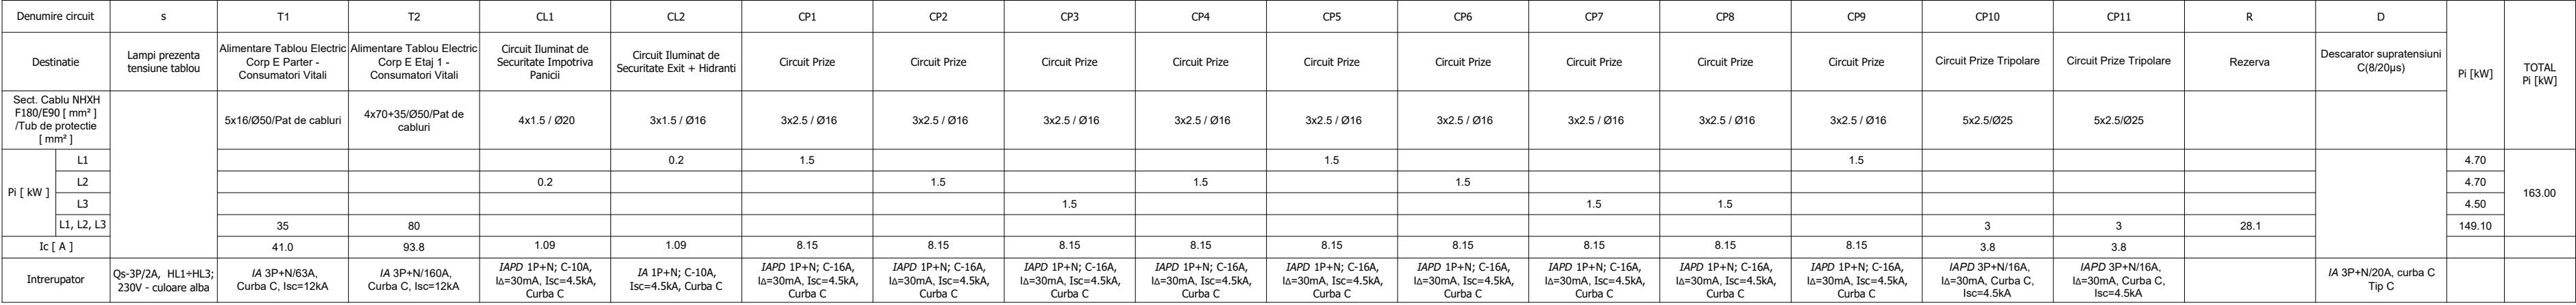 Denumire circuit s T1 T2 CL1 CL2 CP1 CP2 CP3 CP4 CP5 CP6 CP7 CP8 CP9 CP10 CP11 R D
Pi [kW]
TOTAL
Pi [kW]
Destinatie
Lampi prezenta
tensiune tablou
Alimentare Tablou Electric
Corp E Parter -
Consumatori Vitali
Alimentare Tablou Electric
Corp E Etaj 1 -
Consumatori Vitali
Circuit Iluminat de
Securitate Impotriva
Panicii
Circuit Iluminat de
Securitate Exit + Hidranti
Circuit Prize
Circuit Prize
Circuit Prize
Circuit Prize
Circuit Prize
Circuit Prize
Circuit Prize
Circuit Prize
Circuit Prize
Circuit Prize Tripolare
Circuit Prize Tripolare
Rezerva
Descarator supratensiuni
C(8/20µs)
Sect. Cablu NHXH
F180/E90 [ mm² ]
/Tub de protectie
[ mm² ]
5x16/Ø50/Pat de cabluri
4x70+35/Ø50/Pat de
cabluri
4x1.5 / Ø20
3x1.5 / Ø16
3x2.5 / Ø16
3x2.5 / Ø16
3x2.5 / Ø16
3x2.5 / Ø16
3x2.5 / Ø16
3x2.5 / Ø16
3x2.5 / Ø16
3x2.5 / Ø16
3x2.5 / Ø16
5x2.5/Ø25
5x2.5/Ø25
Pi [ kW ]
L1 0.2 1.5 1.5 1.5 4.70
L2 0.2 1.5 1.5 1.5 4.70
L3 1.5 1.5 1.5 4.50
L1, L2, L3 35 80 3 3 28.1 149.10
163.00
Ic [ A ] 41.0 93.8 1.09 1.09 8.15 8.15 8.15 8.15 8.15 8.15 8.15 8.15 8.15 3.8 3.8
Intrerupator
Qs-3P/2A, HL1÷HL3;
230V - culoare alba
IA 3P+N/63A,
Curba C, Isc=12kA
IA 3P+N/160A,
Curba C, Isc=12kA
IAPD 1P+N; C-10A,
I∆=30mA, Isc=4.5kA,
Curba C
IA 1P+N; C-10A,
Isc=4.5kA, Curba C
IAPD 1P+N; C-16A,
I∆=30mA, Isc=4.5kA,
Curba C
IAPD 1P+N; C-16A,
I∆=30mA, Isc=4.5kA,
Curba C
IAPD 1P+N; C-16A,
I∆=30mA, Isc=4.5kA,
Curba C
IAPD 1P+N; C-16A,
I∆=30mA, Isc=4.5kA,
Curba C
IAPD 1P+N; C-16A,
I∆=30mA, Isc=4.5kA,
Curba C
IAPD 1P+N; C-16A,
I∆=30mA, Isc=4.5kA,
Curba C
IAPD 1P+N; C-16A,
I∆=30mA, Isc=4.5kA,
Curba C
IAPD 1P+N; C-16A,
I∆=30mA, Isc=4.5kA,
Curba C
IAPD 1P+N; C-16A,
I∆=30mA, Isc=4.5kA,
Curba C
IAPD 3P+N/16A,
I∆=30mA, Curba C,
Isc=4.5kA
IAPD 3P+N/16A,
I∆=30mA, Curba C,
Isc=4.5kA
IA 3P+N/20A, curba C
Tip C